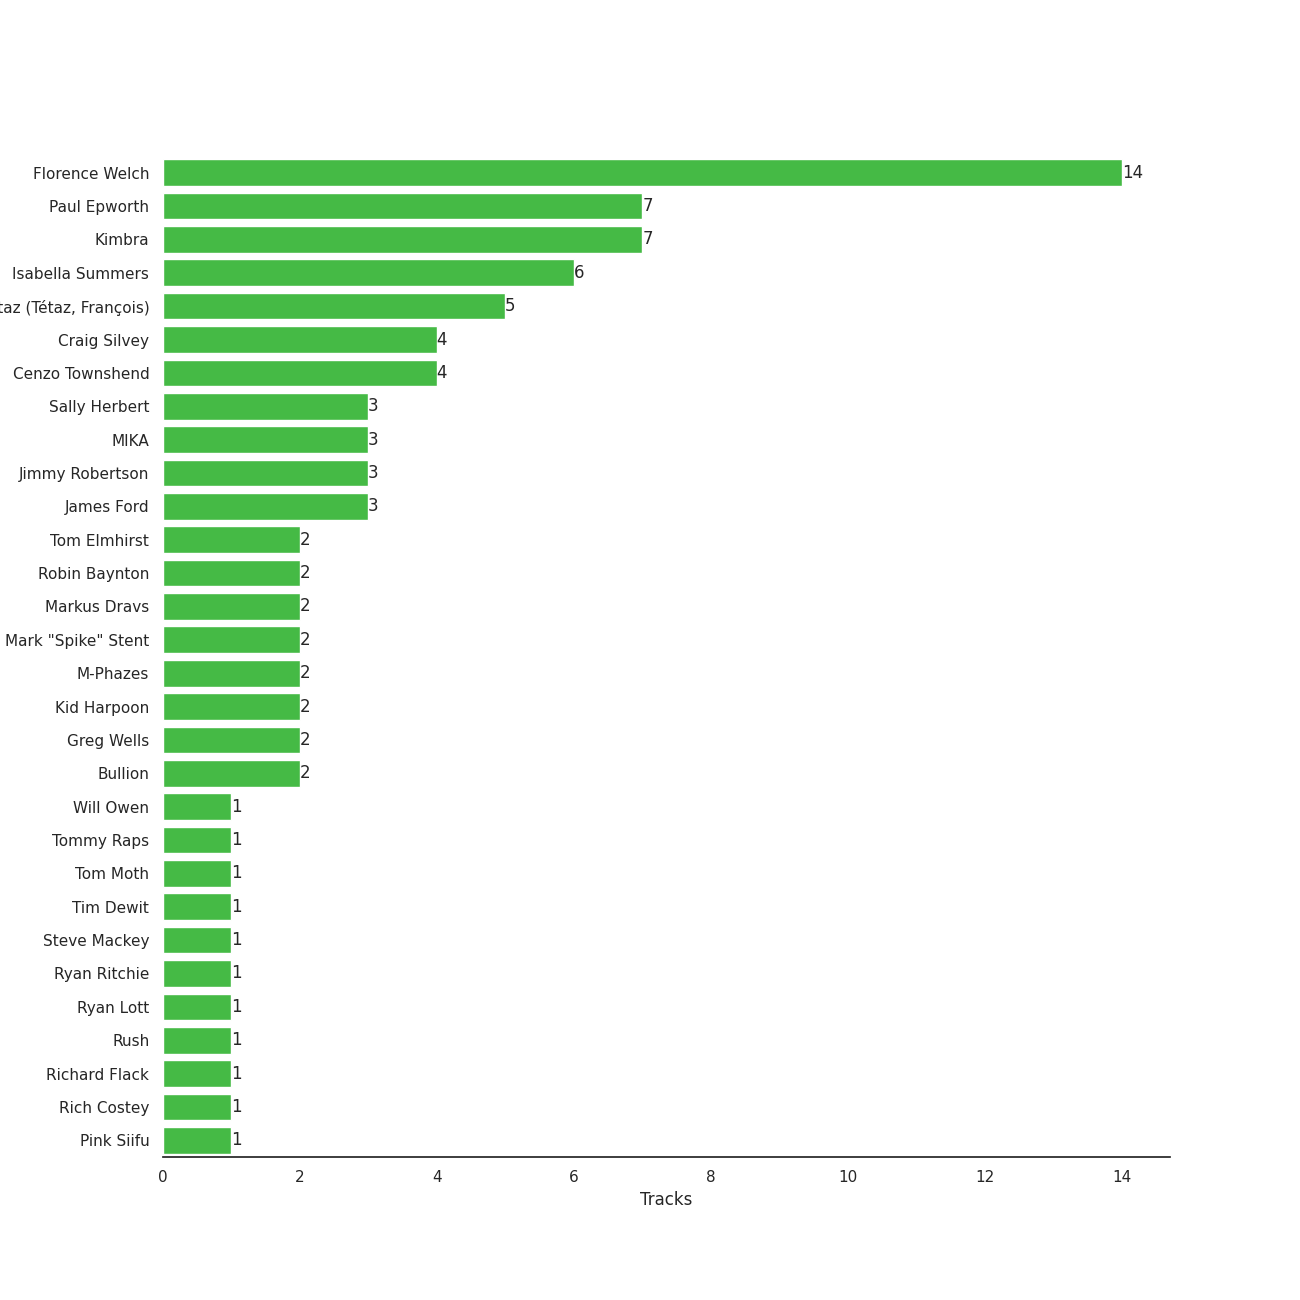 Florence Welch 14
Paul Epworth 7
Kimbra 7
Isabella Summers 6
(Tétaz, François) 5
Craig Silvey 4
Cenzo Townshend 4
Sally Herbert 3
MIKA 3
Jimmy Robertson 3
James Ford 3
Tom Elmhirst 2
Robin Baynton 2
Markus Dravs 2
Mark "Spike" Stent 2
M-Phazes 2
Kid Harpoon 2
Greg Wells 2
Bullion 2
Will Owen 1
Tommy Raps 1
Tom Moth 1
Tim Dewit 1
Steve Mackey 1
Ryan Ritchie 1
Ryan Lott 1
Rush 1
Richard Flack 1
Rich Costey 1
Pink Siifu 1
0 2 4 6 8 10 12 14
Tracks